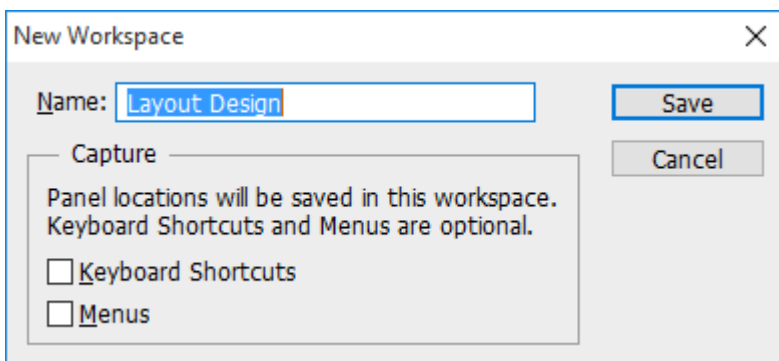 New Workspace
Name: Layout Design
Save
Capture
Cancel
Panel locations will be saved in this workspace.
Keyboard Shortcuts and Menus are optional.
Keyboard Shortcuts
Menus